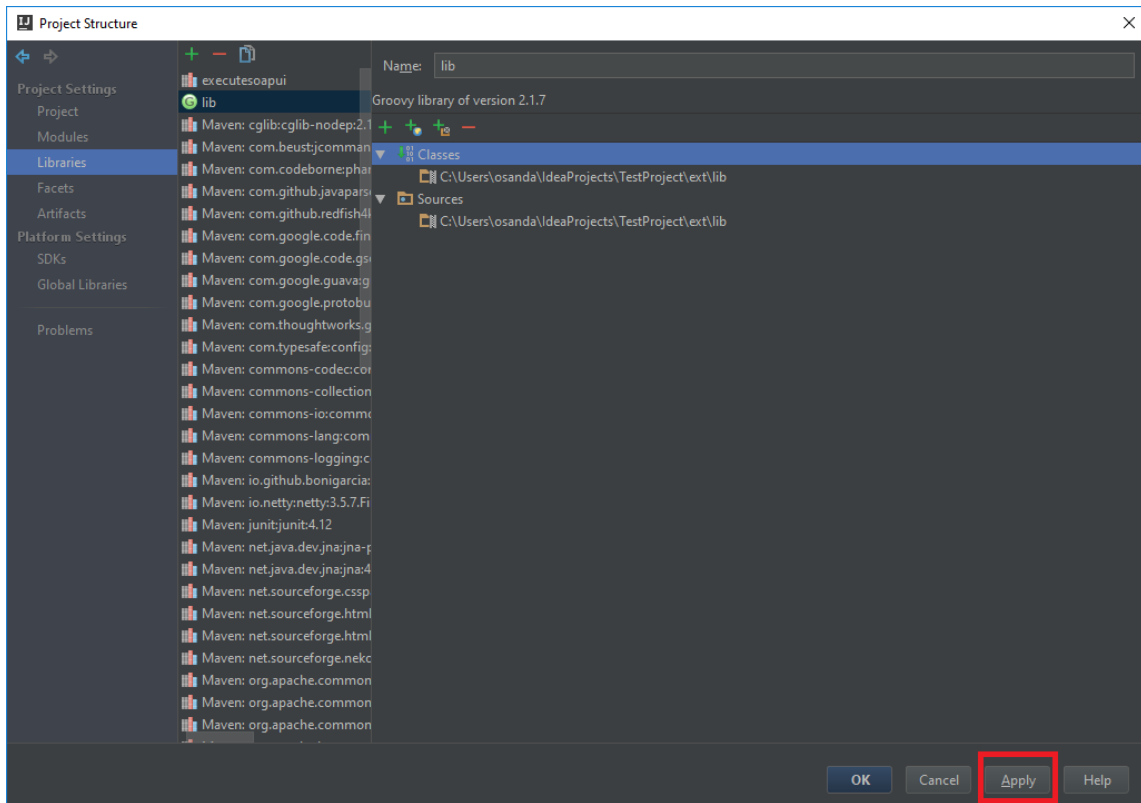 Project Structure
Project Settings
Project
Modules
Libraries
Facets
Artifacts
Platform Settings
SDKs
Global Libraries
Problems
executesoapui
lib
Maven: cglib:cglib-nodep:2.1
Maven: com.beust:jcomman
Maven: com.codeborne:phan
Maven: com.github.javaparse
Maven: com.github.redfish4k
Maven: com.google.code.fin
Maven: com.google.code.gso
Maven: com.google.guava:g
Maven: com.google.protobu
Maven: com.thoughtworks.q
Maven: com.typesafe:config:
Maven: commons-codec:cor
Maven: commons-collection
Maven: commons-io:commo
Maven: commons-lang:com
Maven: commons-logging:c
Maven: io.github.bonigarcia:
Maven: io.netty:netty:3.5.7.Fi
Maven: junit:junit:4.12
Maven: net.java.dev.jna:jna-p
Maven: net.java.dev.jna:jna:4
Maven: net.sourceforge.cssp
Maven: net.sourceforge.html
Maven: net.sourceforge.html
Maven: net.sourceforge.neko
Maven: org.apache.common
Maven: org.apache.common
Maven: org.apache.common
Name: lib
Groovy library of version 2.1.7
Classes
C:\Users\osanda\IdeaProjects\TestProject\ext\lib
Sources
C:\Users\osanda\IdeaProjects\TestProject\ext\lib
OK Cancel Apply Help